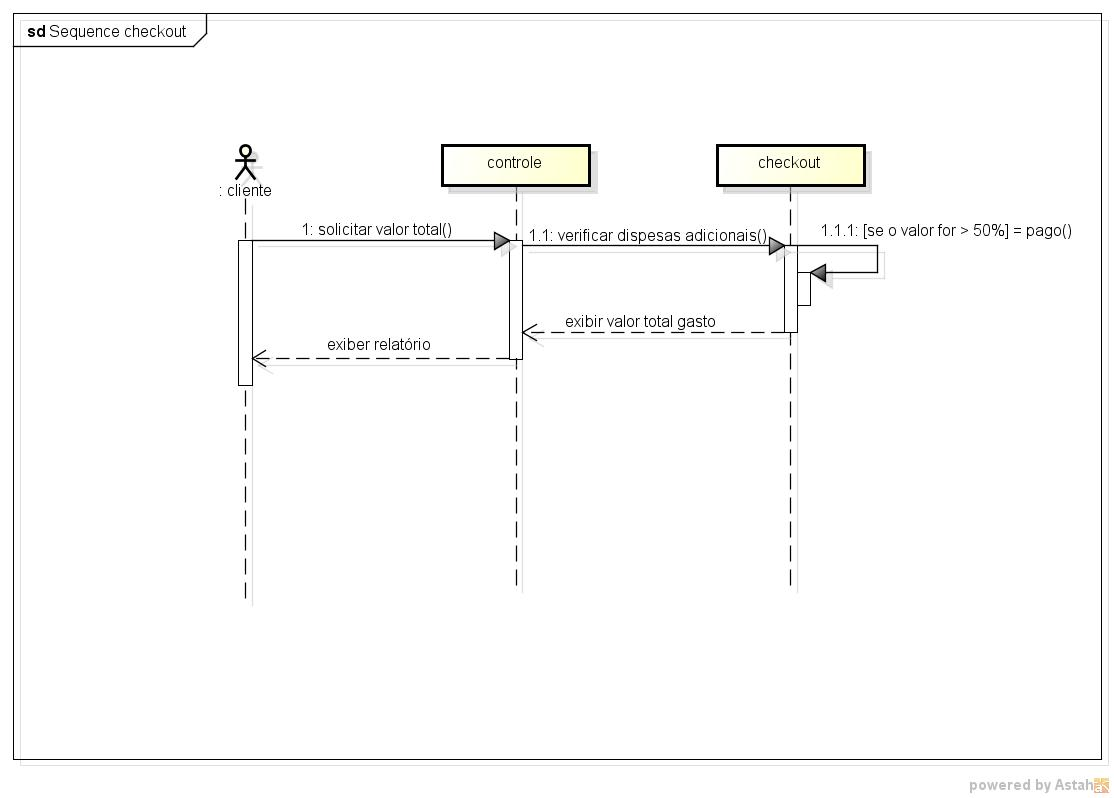 sd Sequence checkout
controle
checkout
: cliente
1: solicitar valor total()
1.1: verificar dispesas adicionais()
1.1.1: [se o valor for > 50%] = pago()
exibir valor total gasto
exiber relatório
powered by Astah